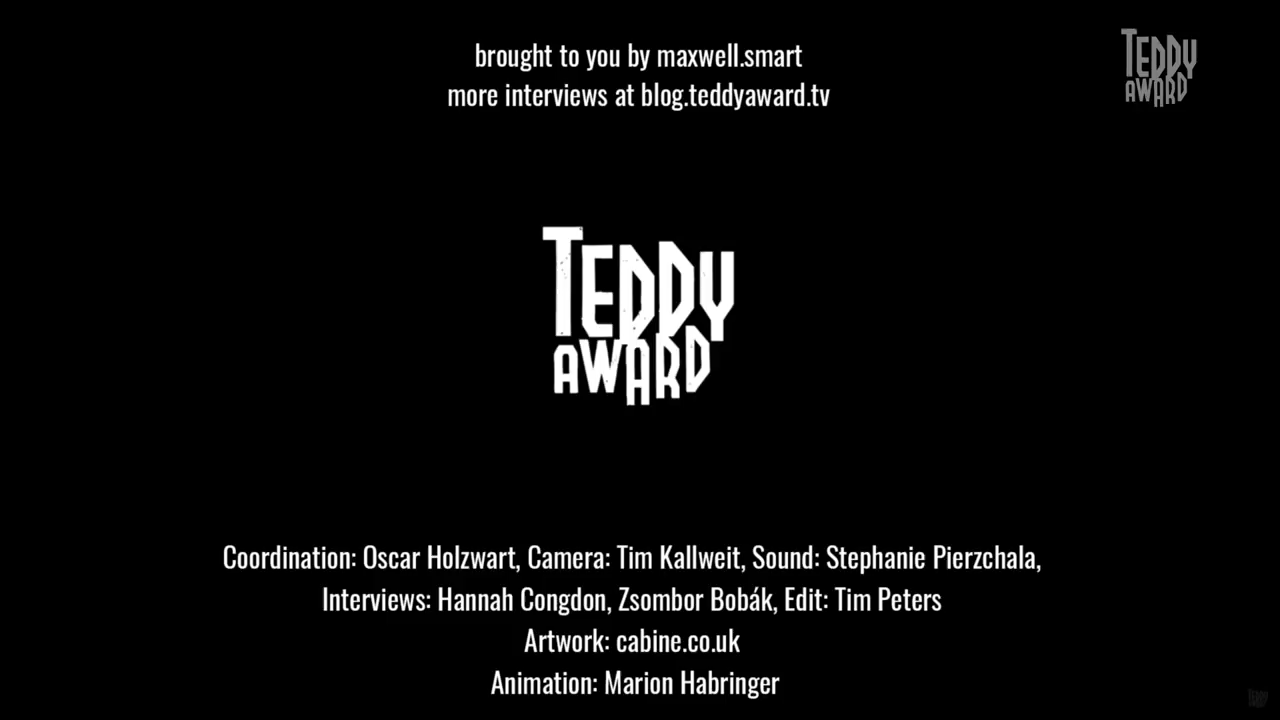 brought to you by maxwell.smart
more interviews at blog.teddyaward.tv
TEDDY
AWARD
TEDDY
AWARD
Coordination: Oscar Holzwart, Camera: Tim Kallweit, Sound: Stephanie Pierzchala,
Interviews: Hannah Congdon, Zsombor Bobák, Edit: Tim Peters
Artwork: cabine.co.uk
Animation: Marion Habringer